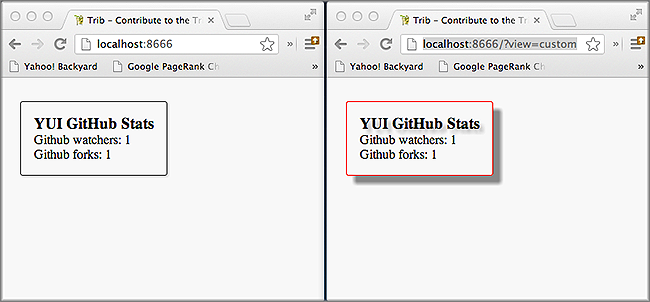 Trib – Contribute to the Tr
localhost:8666
Yahoo! Backyard Google PageRank Ch »
YUI GitHub Stats
Github watchers: 1
Github forks: 1
Trib – Contribute to the Tr
localhost:8666/?view=custom
Yahoo! Backyard Google PageRank Ch »
YUI GitHub Stats
Github watchers: 1
Github forks: 1